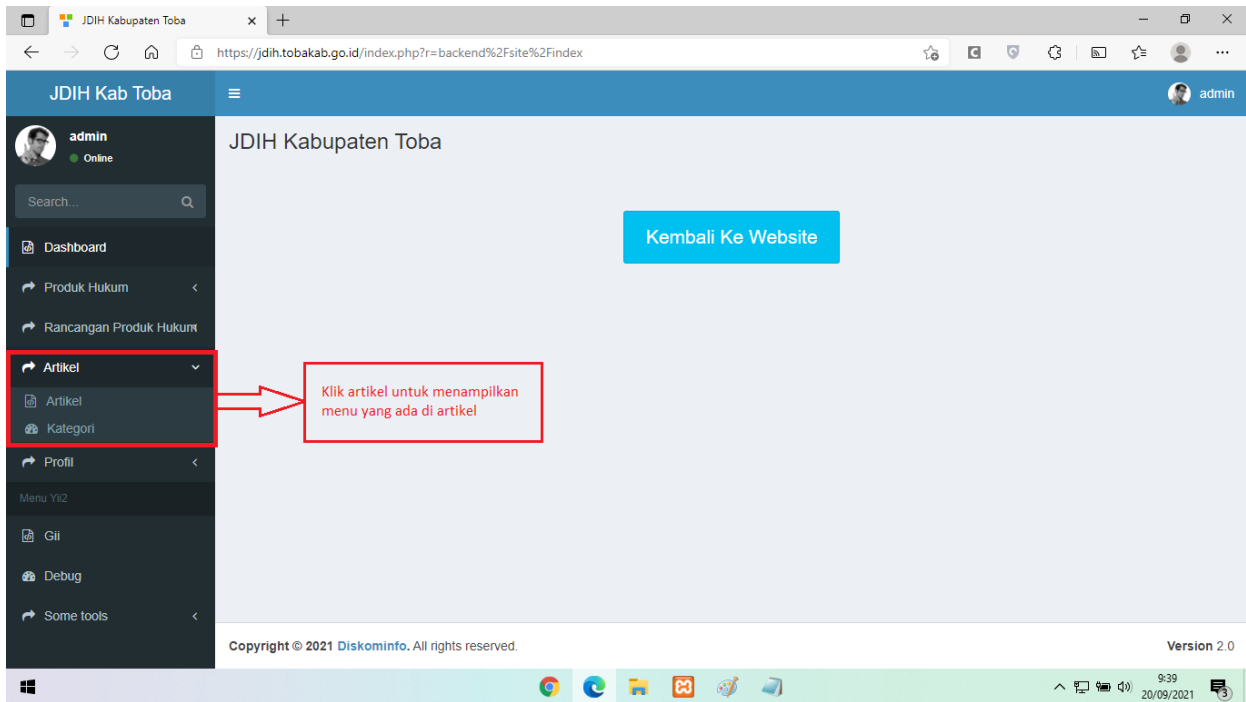 JDIH Kabupaten Toba
https://jdih.tobakab.go.id/index.php?r=backend%2Fsite%2Findex
JDIH Kab Toba
admin
admin
Online
JDIH Kabupaten Toba
Search...
Kembali Ke Website
Dashboard
Produk Hukum
Rancangan Produk Hukum
Artikel
Artikel
Kategori
Klik artikel untuk menampilkan
menu yang ada di artikel
Profil
Menu Yii2
Gii
Debug
Some tools
Copyright © 2021 Diskominfo. All rights reserved.
Version 2.0
9:39
20/09/2021
3